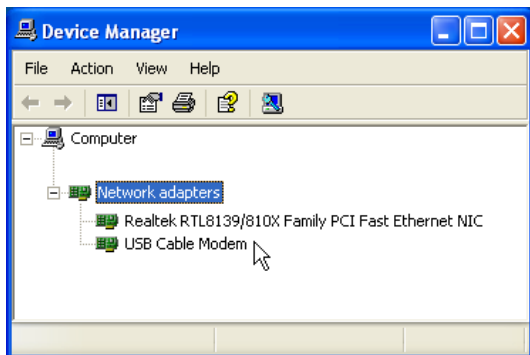 Device Manager
File Action View Help
Computer
Network adapters
Realtek RTL8139/810X Family PCI Fast Ethernet NIC
USB Cable Modem